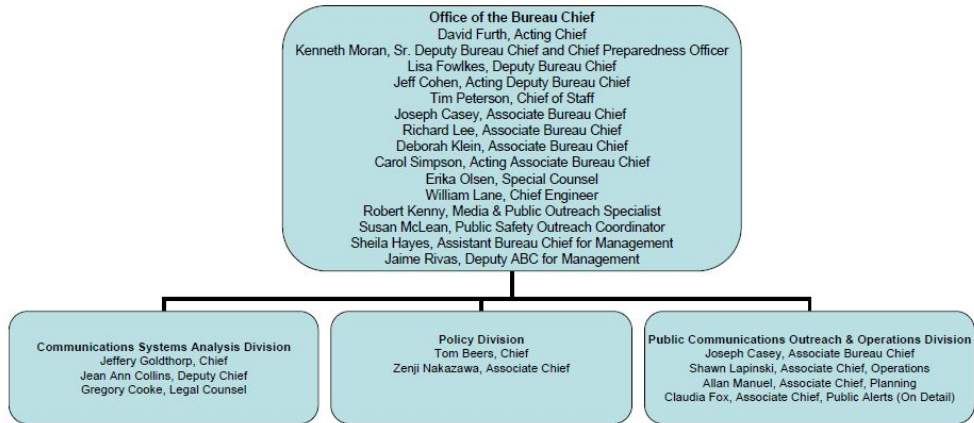 Office of the Bureau Chief
David Furth, Acting Chief
Kenneth Moran, Sr. Deputy Bureau Chief and Chief Preparedness Officer
Lisa Fowlkes, Deputy Bureau Chief
Jeff Cohen, Acting Deputy Bureau Chief
Tim Peterson, Chief of Staff
Joseph Casey, Associate Bureau Chief
Richard Lee, Associate Bureau Chief
Deborah Klein, Associate Bureau Chief
Carol Simpson, Acting Associate Bureau Chief
Erika Olsen, Special Counsel
William Lane, Chief Engineer
Robert Kenny, Media & Public Outreach Specialist
Susan McLean, Public Safety Outreach Coordinator
Sheila Hayes, Assistant Bureau Chief for Management
Jaime Rivas, Deputy ABC for Management
Communications Systems Analysis Division
Jeffery Goldthorp, Chief
Jean Ann Collins, Deputy Chief
Gregory Cooke, Legal Counsel
Policy Division
Tom Beers, Chief
Zenji Nakazawa, Associate Chief
Public Communications Outreach & Operations Division
Joseph Casey, Associate Bureau Chief
Shawn Lapinski, Associate Chief, Operations
Allan Manuel, Associate Chief, Planning
Claudia Fox, Associate Chief, Public Alerts (On Detail)